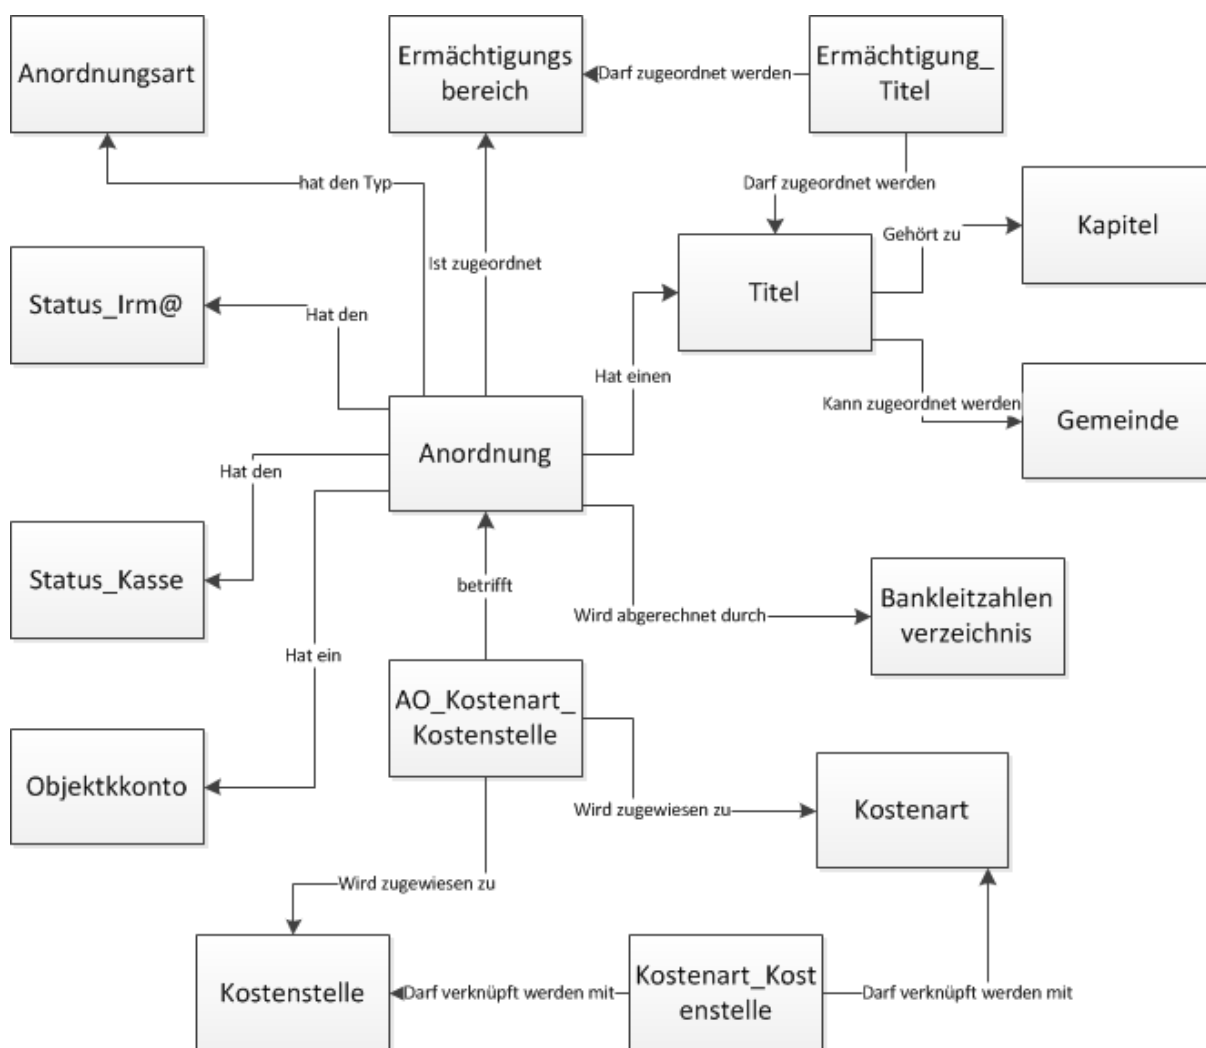 Anordnungsart
Ermächtigungs
bereich
Darf zugeordnet werden
Ermächtigung_
Titel
hat den Typ
Darf zugeordnet werden
Kapitel
Gehört zu
Status_Irm@
Hat den
Ist zugeordnet
Titel
Hat einen
Kann zugeordnet werden
Gemeinde
Anordnung
Hat den
Status_Kasse
betrifft
Wird abgerechnet durch
Bankleitzahlen
verzeichnis
Hat ein
AO_Kostenart_
Kostenstelle
Objektkkonto
Wird zugewiesen zu
Kostenart
Wird zugewiesen zu
Kostenstelle
Darf verknüpft werden mit
Kostenart_Kost
enstelle
Darf verknüpft werden mit